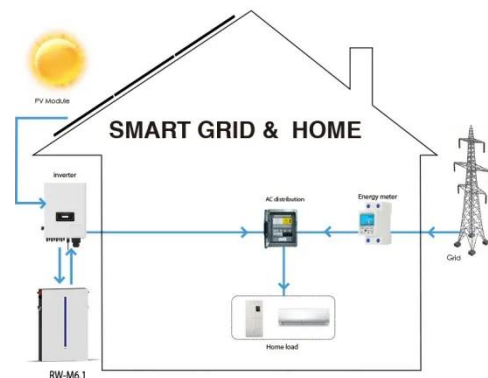 PV Module
SMART GRID & HOME
Inverter
AC distribution
Energy meter
Grid
Home load
RW-M6.1